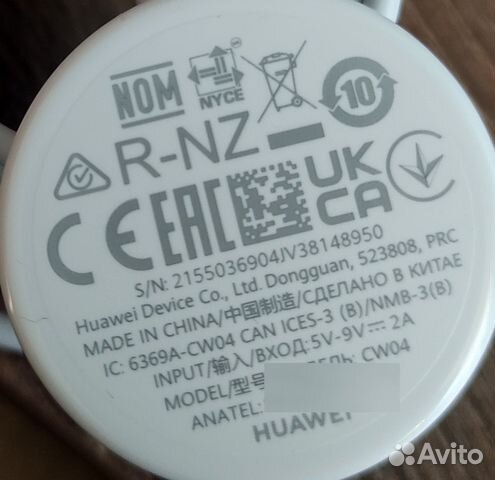 NOM NYCE 10
R-NZ
CE EAC UK CA
S/N: 2155036904JV38148950
Huawei Device Co., Ltd. Dongguan, 523808, PRC
MADE IN CHINA/中国制造/СДЕЛАНО В КИТАЕ
IC: 6369A-CW04 CAN ICES-3 (B)/NMB-3(B)
INPUT/输入/ВХОД: 5V-9V⎓2A
MODEL/型号 CW04
ANATEL:
HUAWEI
Avito